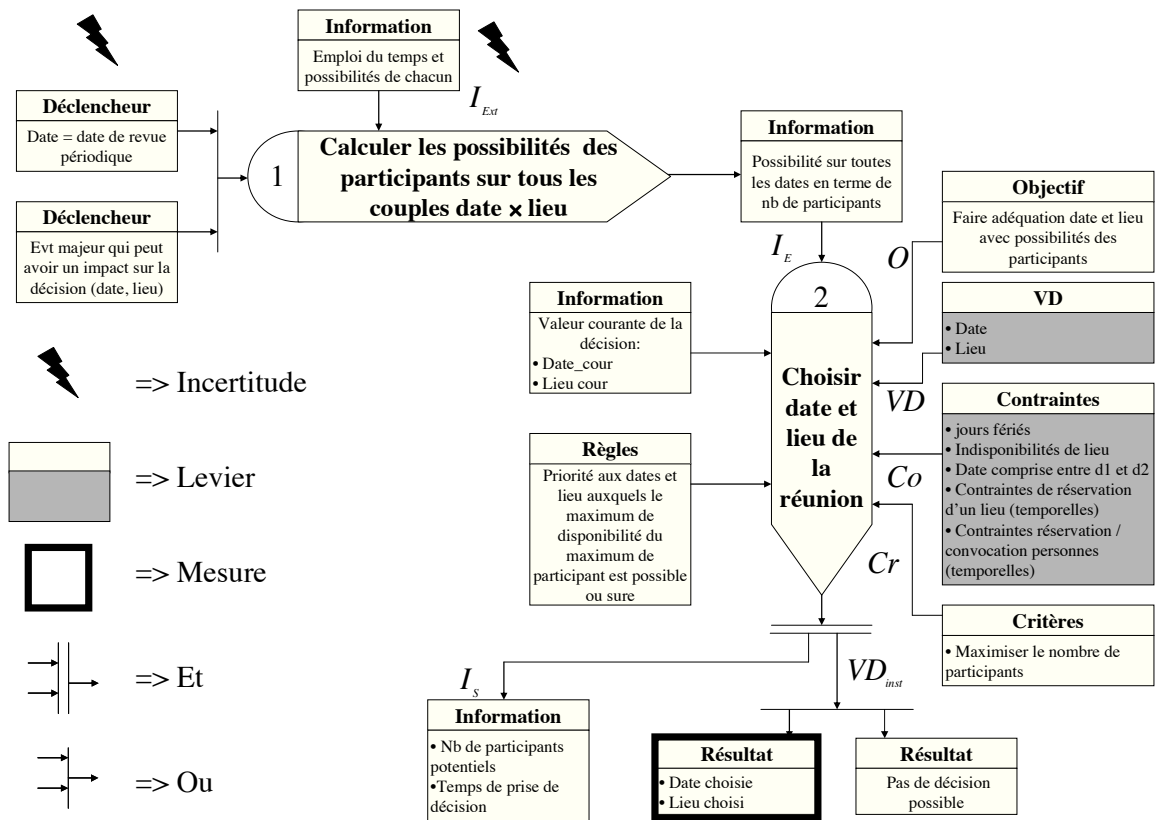 Information
Emploi du temps et
possibilités de chacun
I Ext
Déclencheur
Date = date de revue
périodique
Déclencheur
Evt majeur qui peut
avoir un impact sur la
décision (date, lieu)
1
Calculer les possibilités des
participants sur tous les
couples date × lieu
Information
Possibilité sur toutes
les dates en terme de
nb de participants
I E
Objectif
Faire adéquation date et lieu
avec possibilités des
participants
O
2
Choisir
date et
lieu de
la
réunion
Information
Valeur courante de la
décision:
• Date_cour
• Lieu cour
VD
• Date
• Lieu
VD
Contraintes
• jours fériés
• Indisponibilités de lieu
• Date comprise entre d1 et d2
• Contraintes de réservation
d’un lieu (temporelles)
• Contraintes réservation /
convocation personnes
(temporelles)
Co
Règles
Priorité aux dates et
lieu auxquels le
maximum de
disponibilité du
maximum de
participant est possible
ou sure
Cr
Critères
• Maximiser le nombre de
participants
I S
VD inst
Information
• Nb de participants
potentiels
•Temps de prise de
décision
Résultat
• Date choisie
• Lieu choisi
Résultat
Pas de décision
possible
=> Incertitude
=> Levier
=> Mesure
=> Et
=> Ou